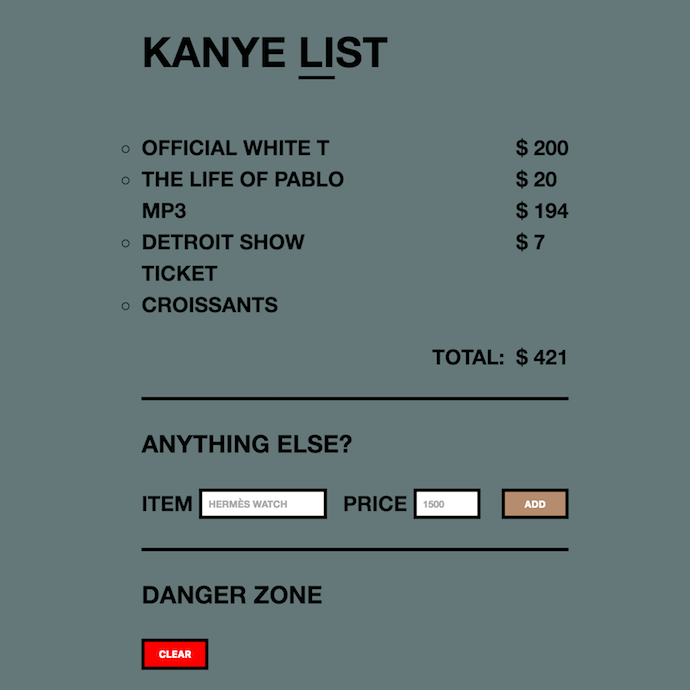 KANYE LIST
OFFICIAL WHITE T $ 200
THE LIFE OF PABLO $ 20
MP3 $ 194
DETROIT SHOW $ 7
TICKET
CROISSANTS
TOTAL: $ 421
ANYTHING ELSE?
ITEM HERMÈS WATCH PRICE 1500 ADD
DANGER ZONE
CLEAR